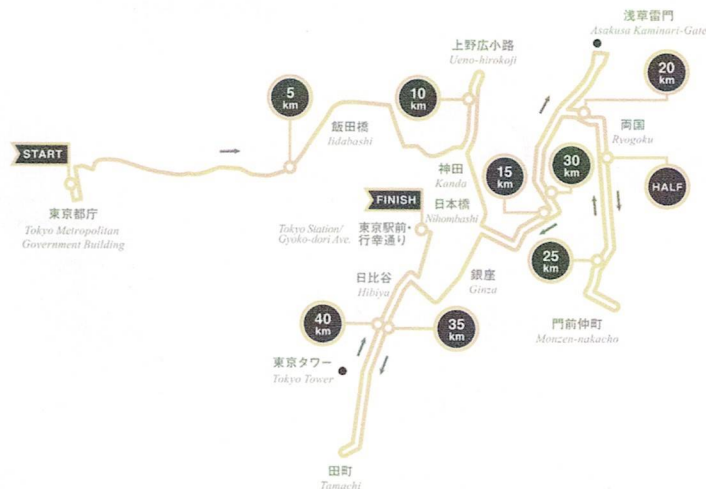 浅草雷門
Asakusa Kaminari-Gate
上野広小路
Ueno-hirokoji
20
km
5
km
10
km
飯田橋
Iidabashi
両国
Ryogoku
START
神田
Kanda
15
km
30
km
HALF
FINISH
日本橋
Nihombashi
東京都庁
Tokyo Metropolitan
Government Building
Tokyo Station/
Gyoko-dori Ave.
東京駅前・
行幸通り
25
km
日比谷
Hibiya
銀座
Ginza
門前仲町
Monzen-nakacho
40
km
35
km
東京タワー
Tokyo Tower
田町
Tamachi